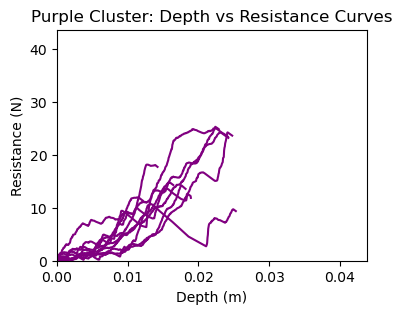 Purple Cluster: Depth vs Resistance Curves
Resistance (N)
40
30
20
10
0
0.00 0.01 0.02 0.03 0.04
Depth (m)